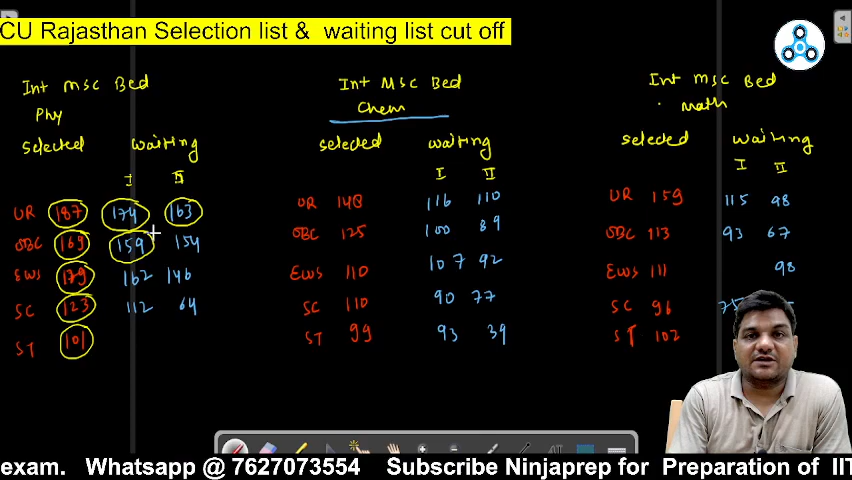 CU Rajasthan Selection list & waiting list cut off
Int MSC Bed
Phy
Selected waiting
I II
UR 187 174 163
OBC 169 159 154
EWS 179 162 146
SC 123 112 64
ST 101
Int MSC Bed
Chem
selected waiting
I II
UR 148 116 110
OBC 125 100 89
EWS 110 107 92
SC 110 90 77
ST 99 93 39
Int MSC Bed
math
selected waiting
I II
UR 159 115 98
OBC 113 93 67
EWS 111 98
SC 96
ST 102
exam. Whatsapp @ 7627073554 Subscribe Ninjaprep for Preparation of IIT